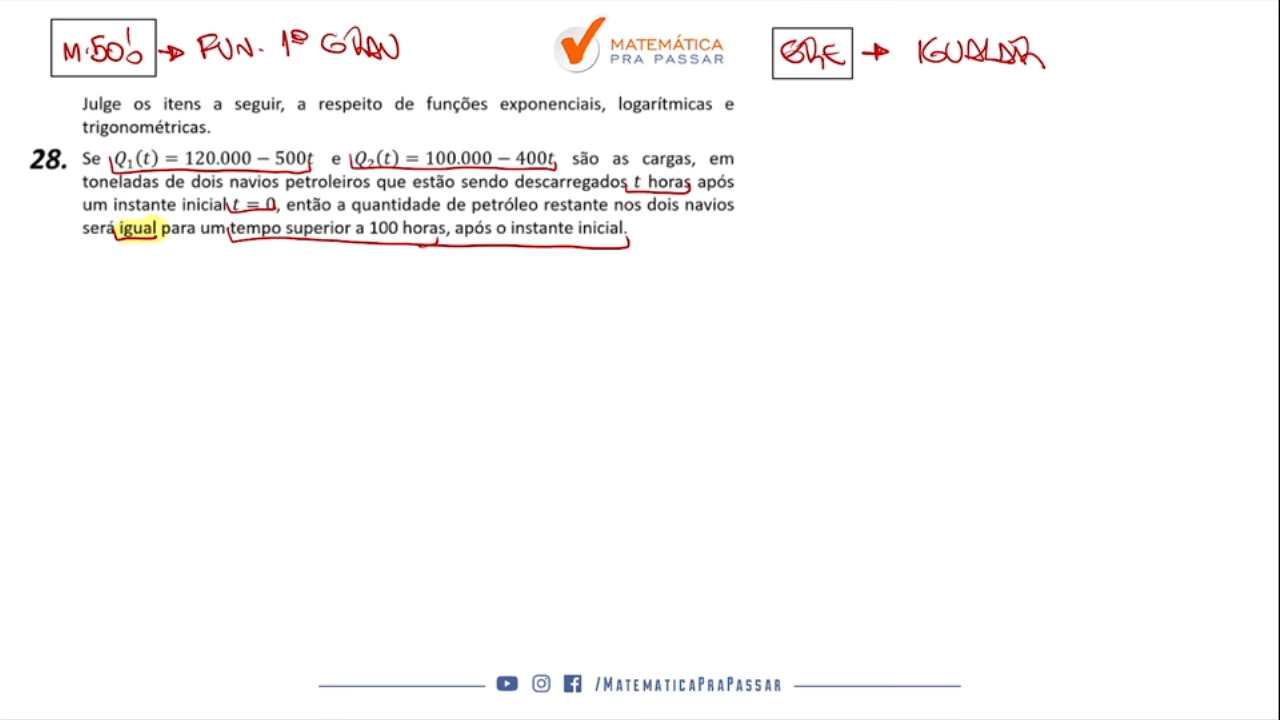 M.50% → FUN. 1º GRAU
MATEMÁTICA
PRA PASSAR
→ IGUALAR
Julge os itens a seguir, a respeito de funções exponenciais, logarítmicas e
trigonométricas.
28. Se Q₁(t) = 120.000 − 500t e Q₂(t) = 100.000 − 400t, são as cargas, em
toneladas de dois navios petroleiros que estão sendo descarregados t horas após
um instante inicial t = 0, então a quantidade de petróleo restante nos dois navios
será igual para um tempo superior a 100 horas, após o instante inicial.
/MATEMATICAPRAPASSAR